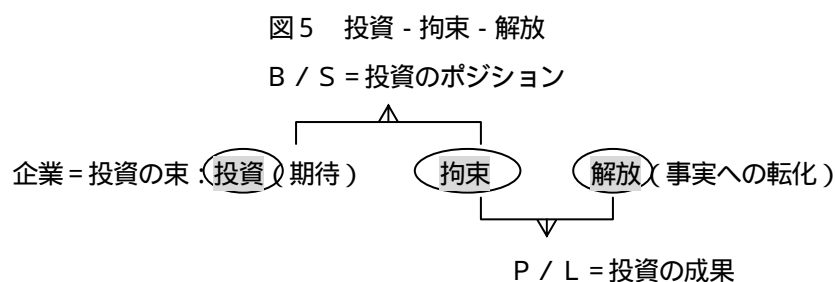 図5　投資 - 拘束 - 解放
B / S = 投資のポジション
企業 = 投資の束 : 投資 ( 期待 )　拘束　解放 ( 事実への転化 )
P / L = 投資の成果